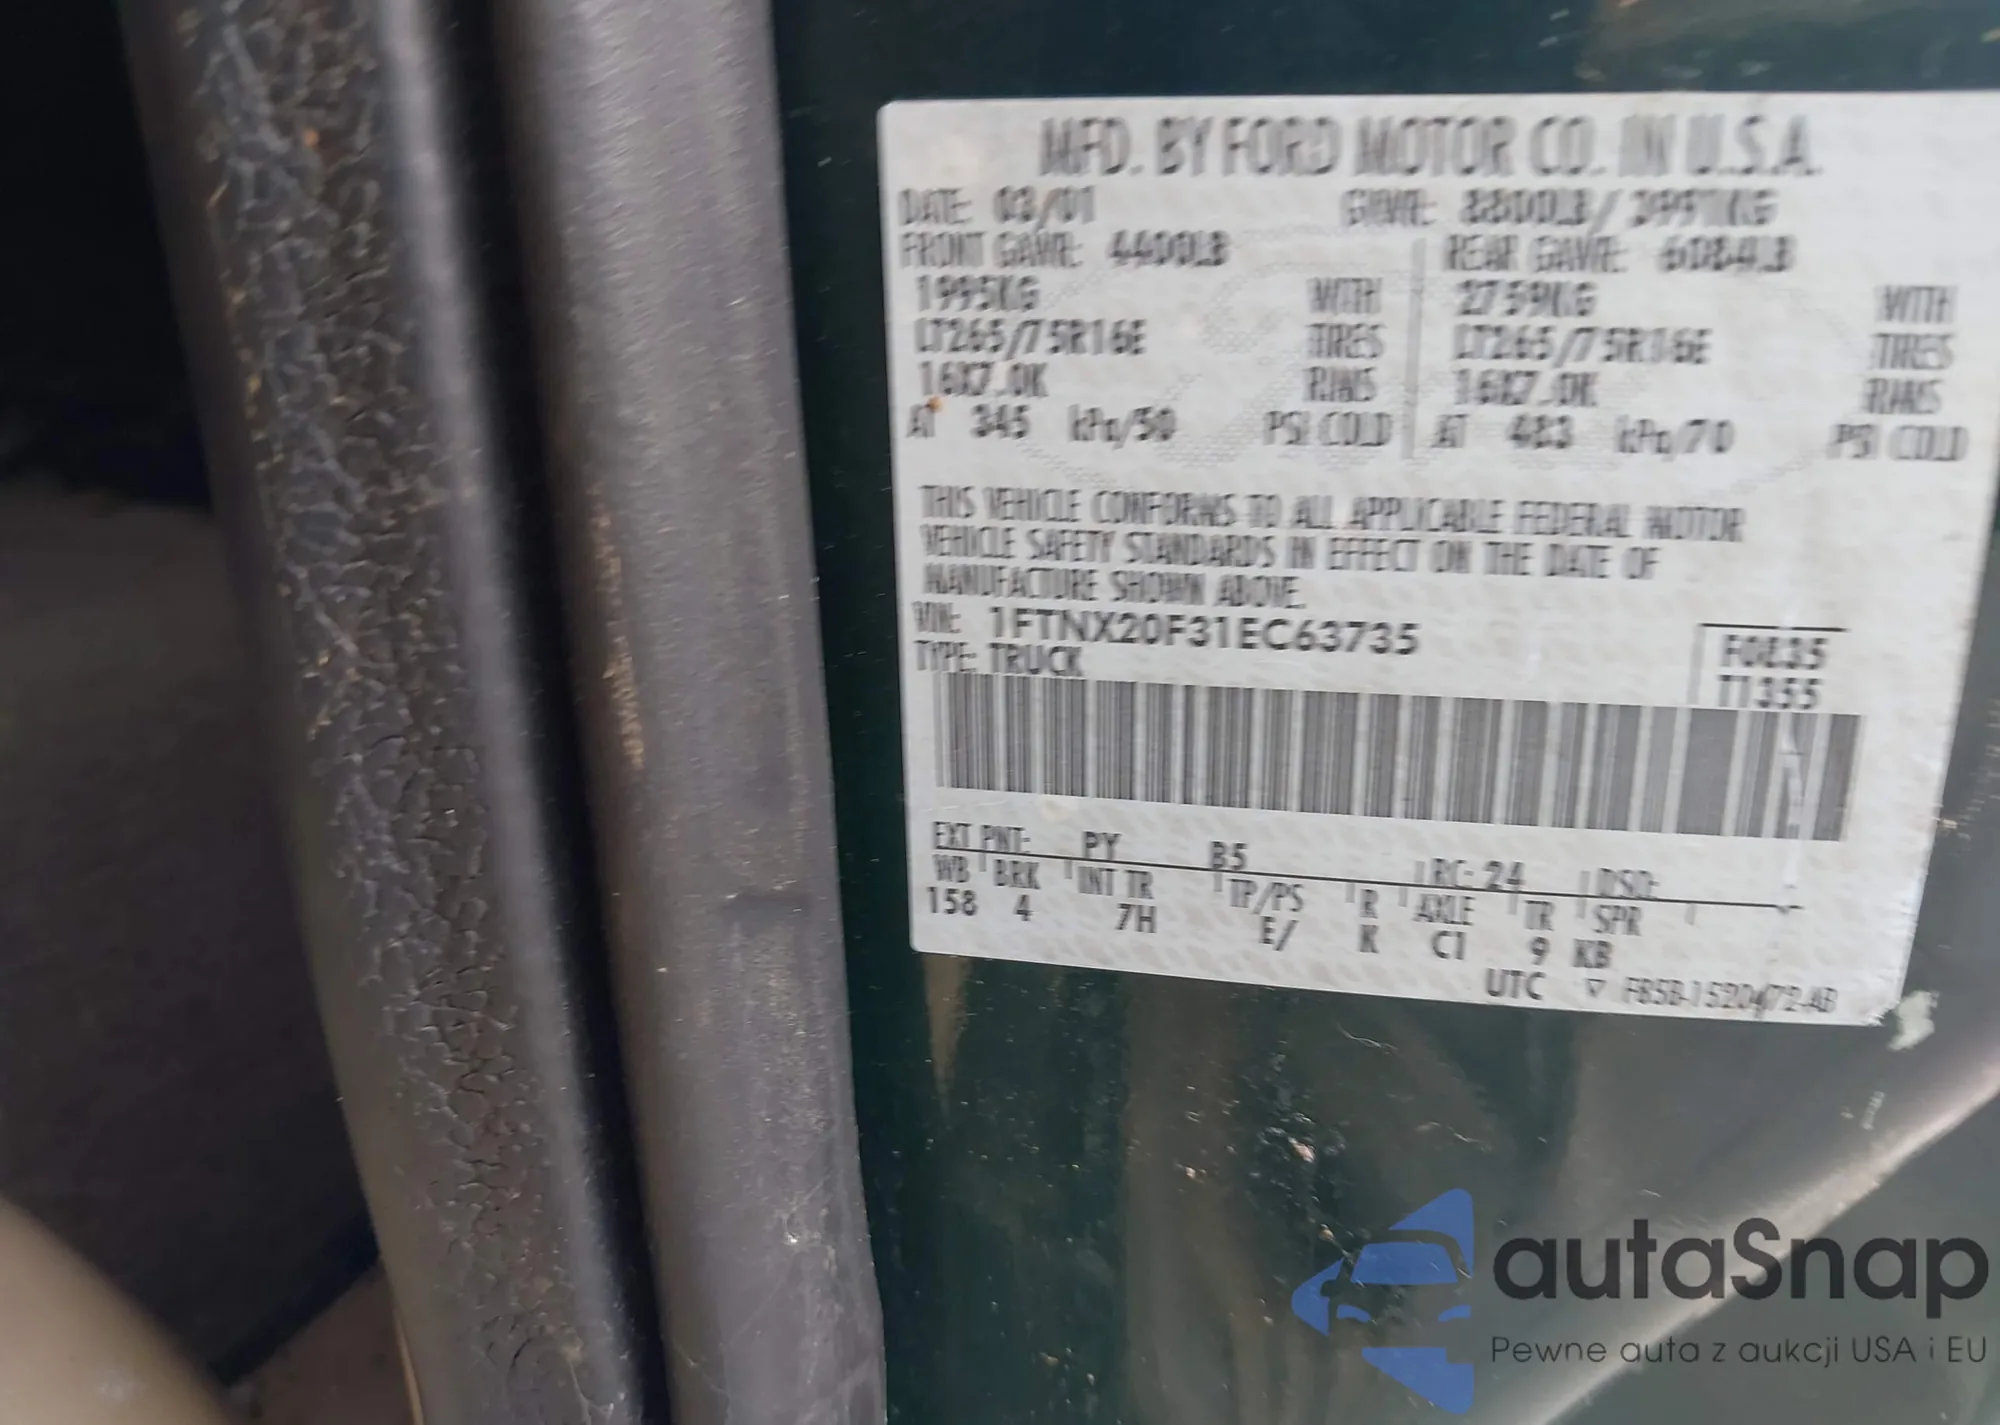 MFD. BY FORD MOTOR CO. IN U.S.A.
DATE: 03/01 GVWR: 8800LB/ 3991KG
FRONT GAWR: 4400LB REAR GAWR: 6084LB
1995KG WITH 2759KG WITH
LT265/75R16E TIRES LT265/75R16E TIRES
16X7.0K RIMS 16X7.0K RIMS
AT 345 kPa/50 PSI COLD AT 483 kPa/70 PSI COLD
THIS VEHICLE CONFORMS TO ALL APPLICABLE FEDERAL MOTOR
VEHICLE SAFETY STANDARDS IN EFFECT ON THE DATE OF
MANUFACTURE SHOWN ABOVE.
VIN: 1FTNX20F31EC63735
TYPE: TRUCK
F0835
T1355
EXT PNT: PY B5 RC: 24 DSO:
WB BRK INT TR TP/PS R AXLE TR SPR
158 4 7H E/ K C1 9 KB
UTC ▽ F85B-1520472-AB
autaSnap
Pewne auta z aukcji USA i EU